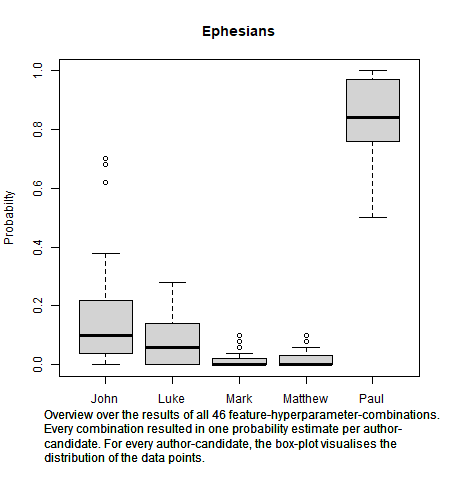 Ephesians
Probabilty
1.0
0.8
0.6
0.4
0.2
0.0
John Luke Mark Matthew Paul
Overview over the results of all 46 feature-hyperparameter-combinations.
Every combination resulted in one probability estimate per author-
candidate. For every author-candidate, the box-plot visualises the
distribution of the data points.